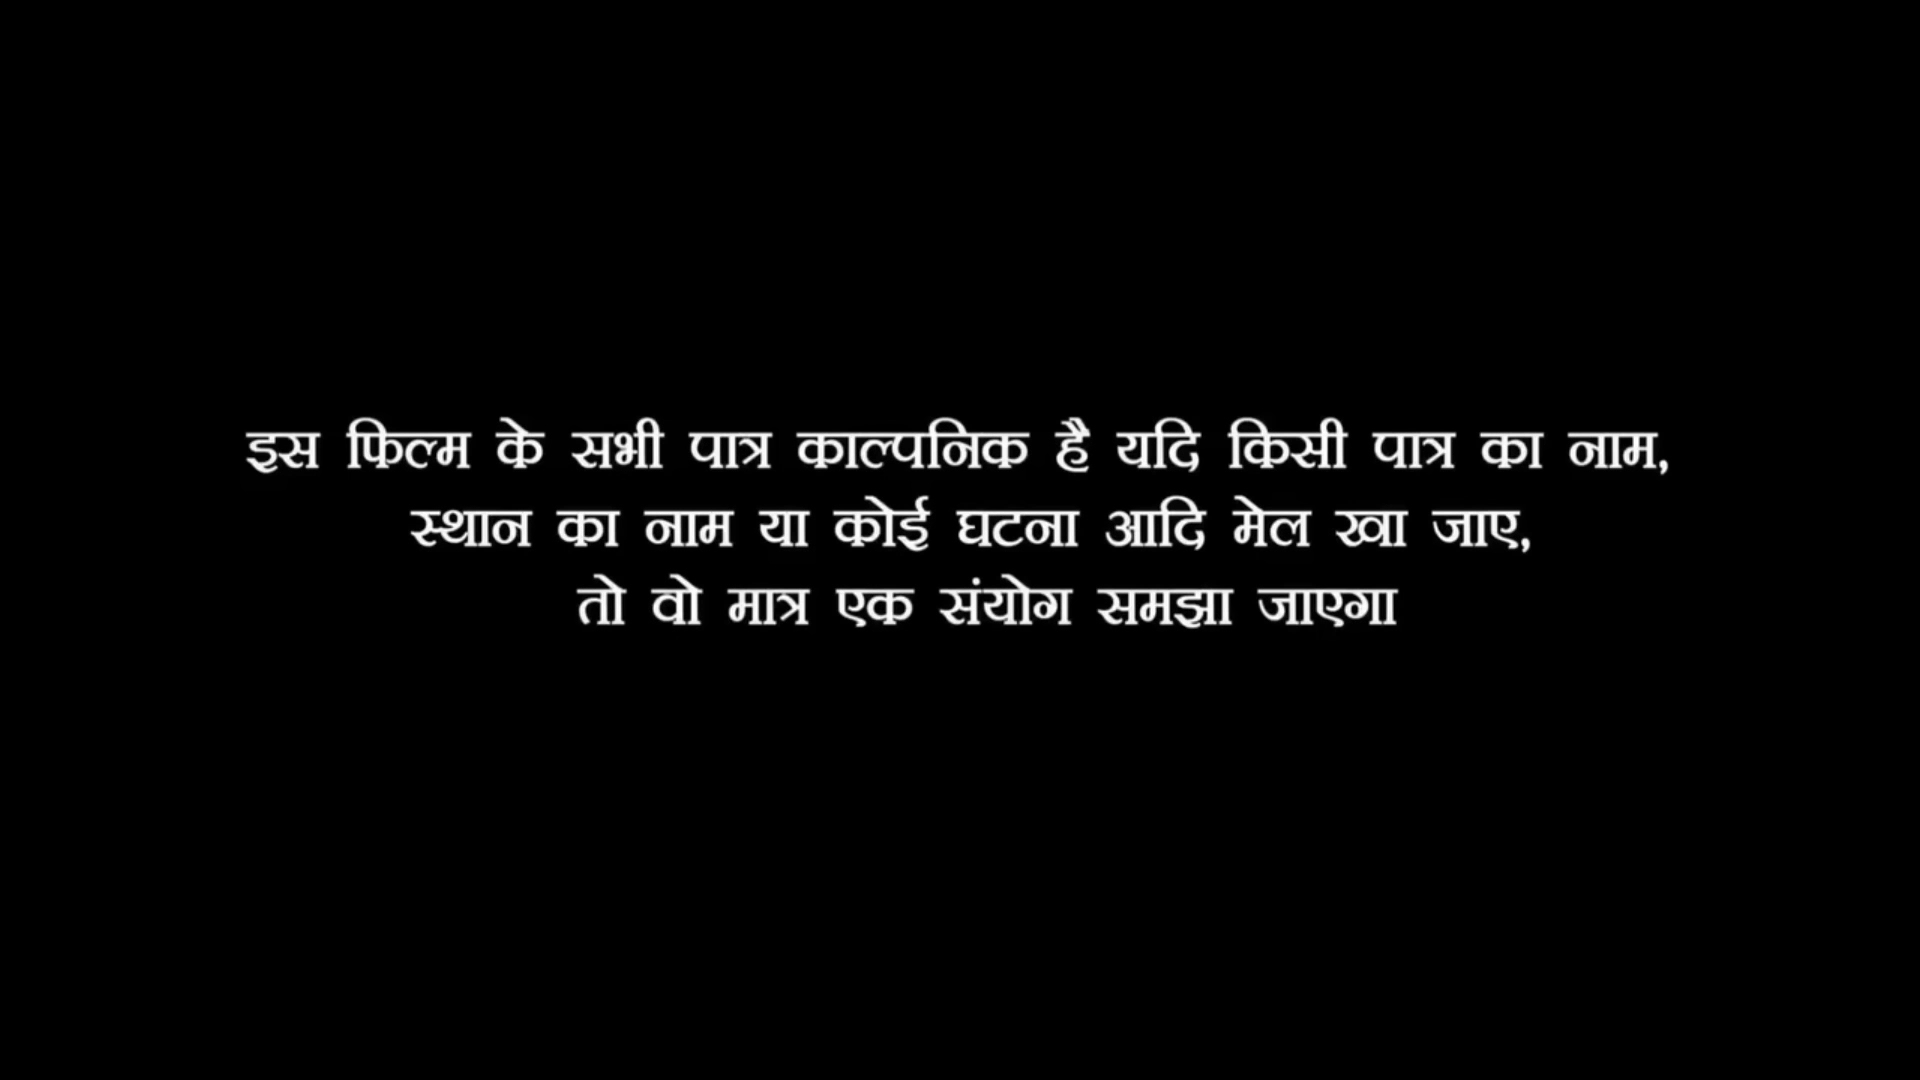 इस फिल्म के सभी पात्र काल्पनिक है यदि किसी पात्र का नाम,
स्थान का नाम या कोई घटना आदि मेल खा जाए,
तो वो मात्र एक संयोग समझा जाएगा